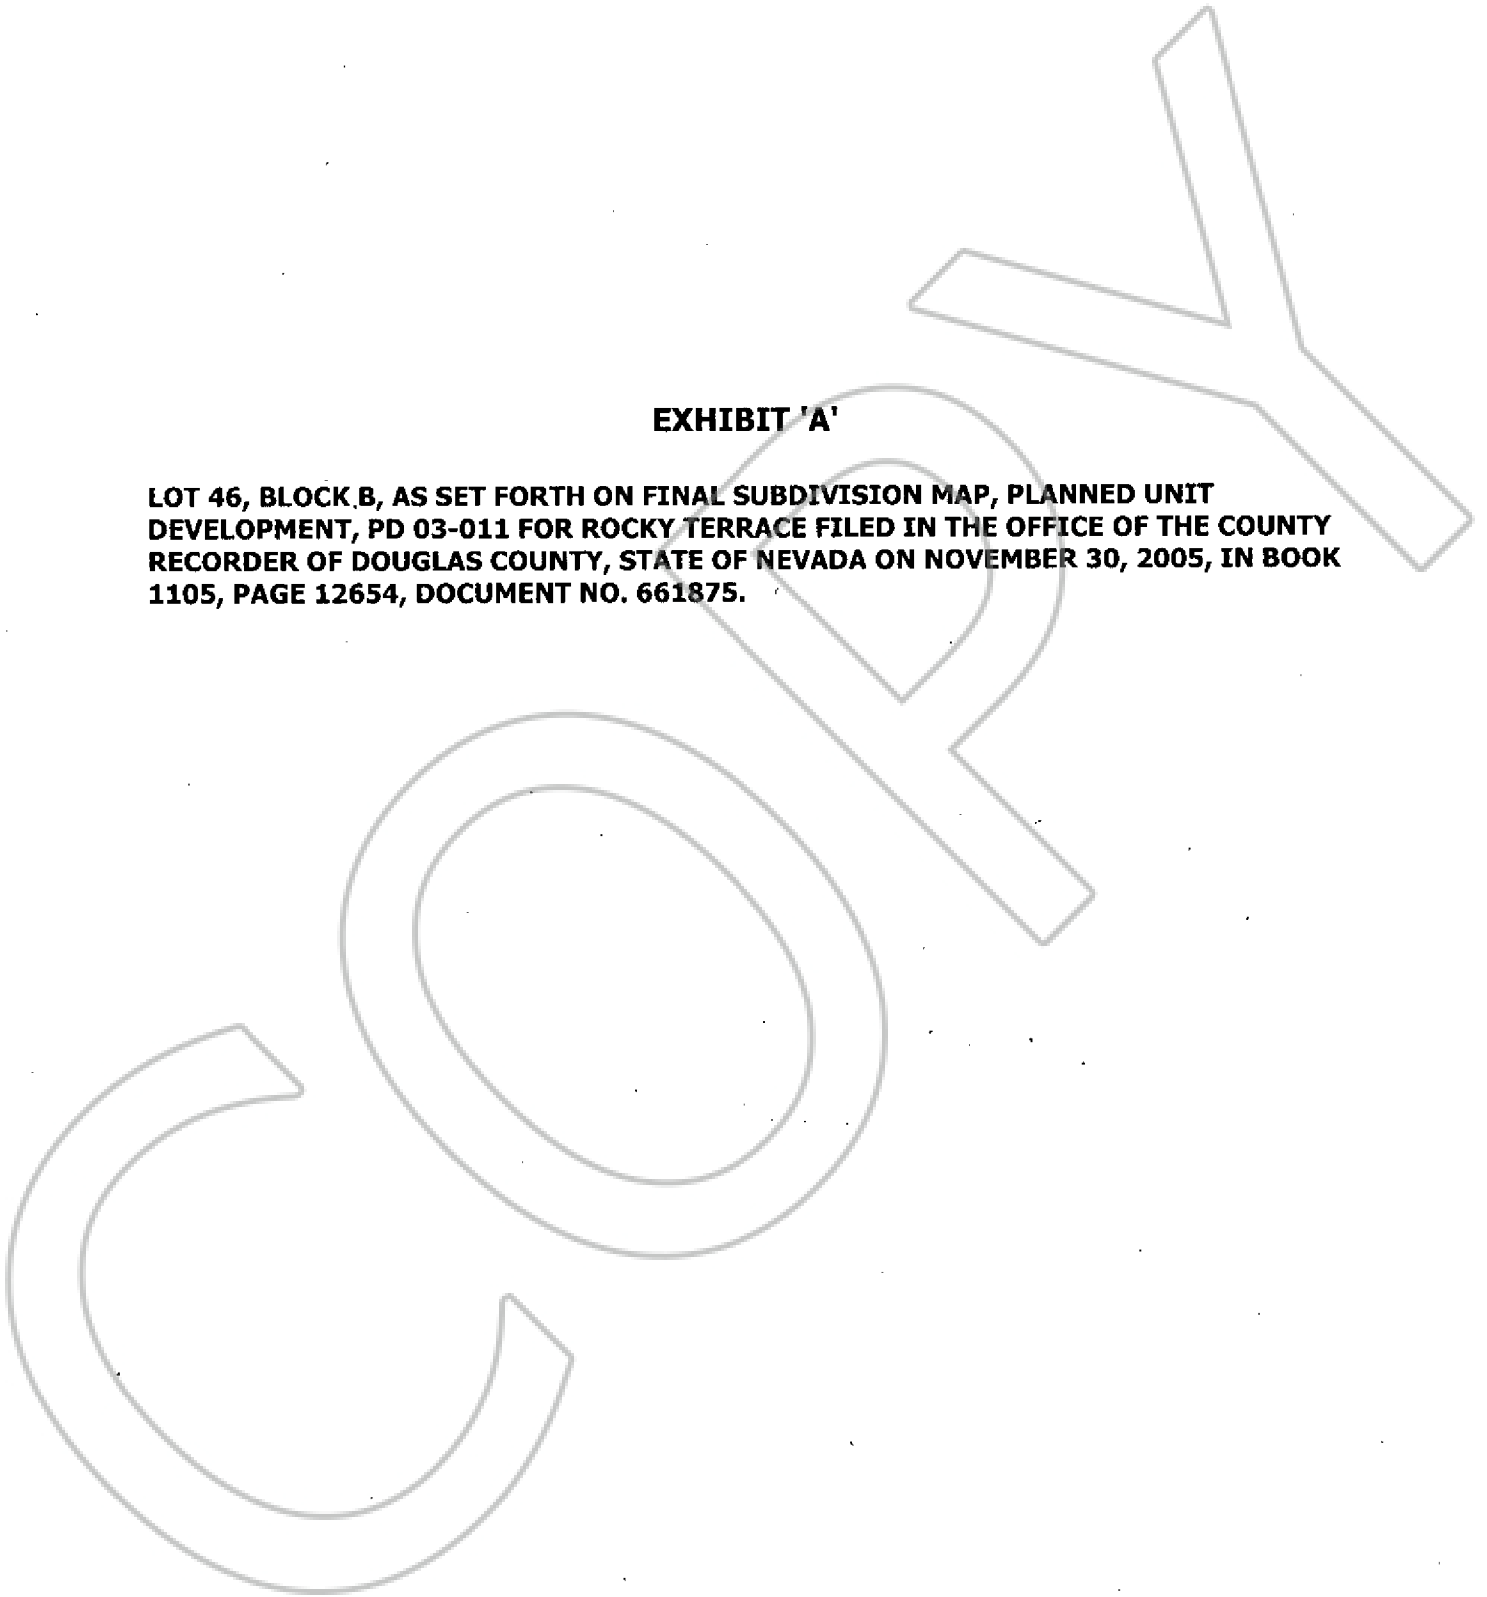 EXHIBIT 'A'
LOT 46, BLOCK B, AS SET FORTH ON FINAL SUBDIVISION MAP, PLANNED UNIT
DEVELOPMENT, PD 03-011 FOR ROCKY TERRACE FILED IN THE OFFICE OF THE COUNTY
RECORDER OF DOUGLAS COUNTY, STATE OF NEVADA ON NOVEMBER 30, 2005, IN BOOK
1105, PAGE 12654, DOCUMENT NO. 661875.
COPY